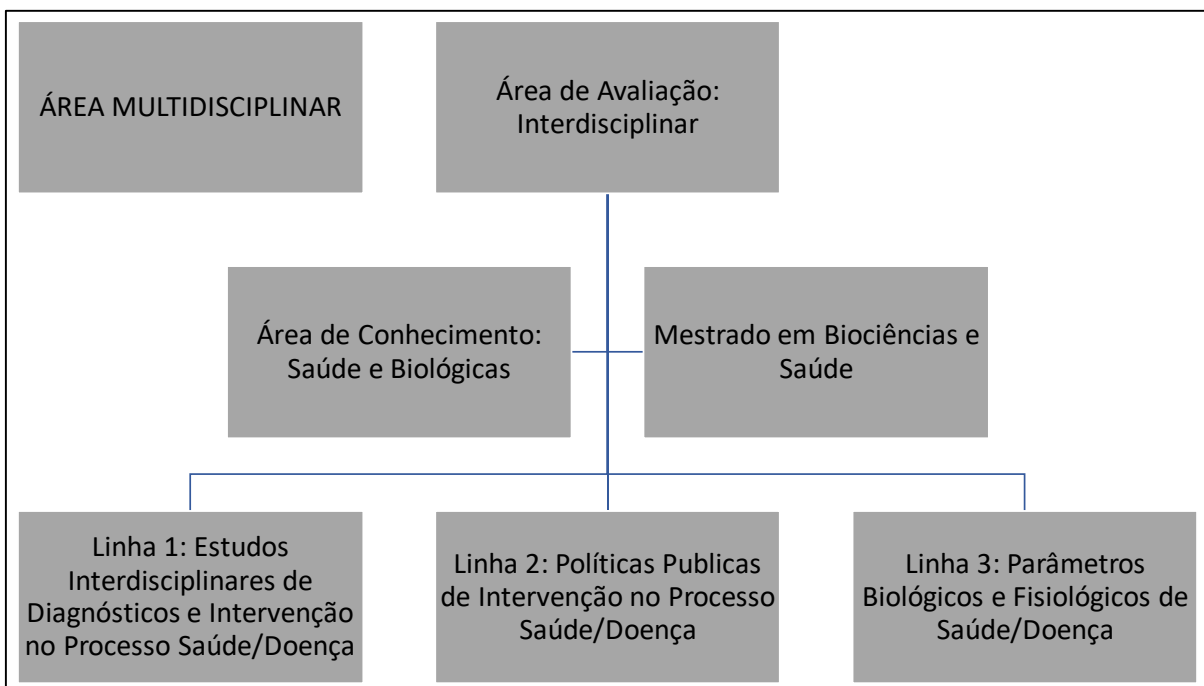 ÁREA MULTIDISCIPLINAR
Área de Avaliação:
Interdisciplinar
Área de Conhecimento:
Saúde e Biológicas
Mestrado em Biociências e
Saúde
Linha 1: Estudos
Interdisciplinares de
Diagnósticos e Intervenção
no Processo Saúde/Doença
Linha 2: Políticas Publicas
de Intervenção no Processo
Saúde/Doença
Linha 3: Parâmetros
Biológicos e Fisiológicos de
Saúde/Doença